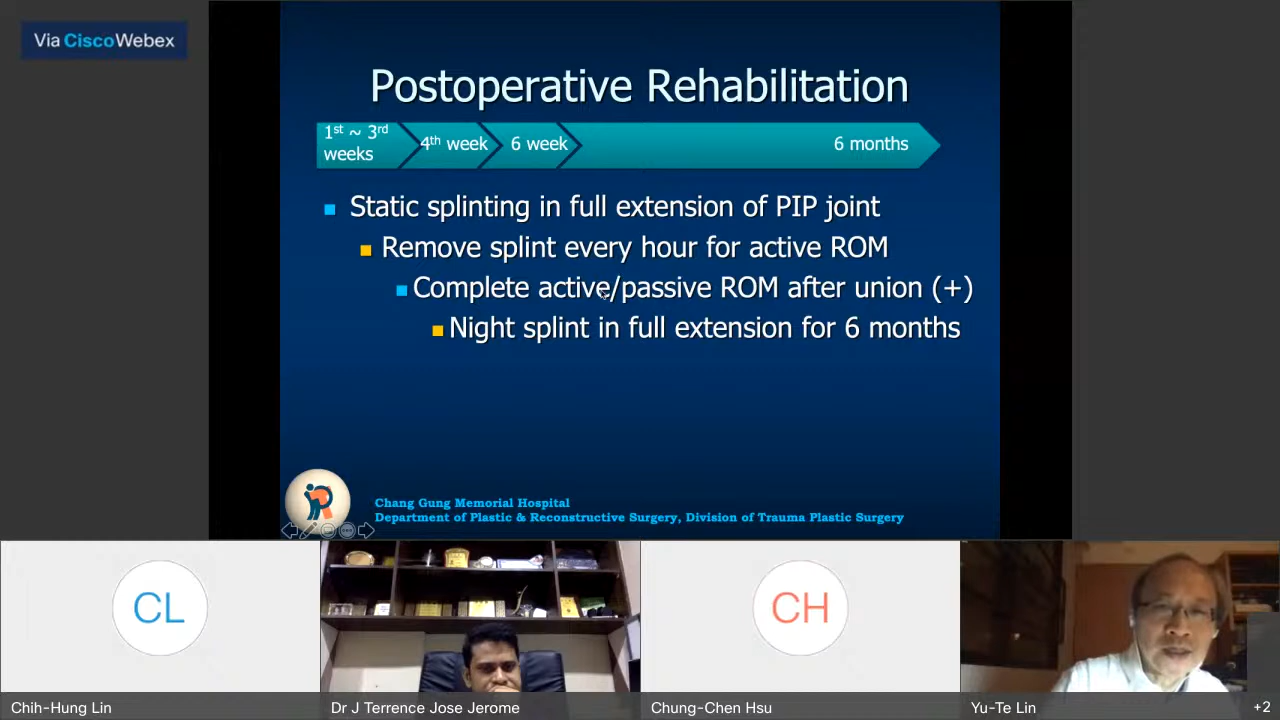 Via CiscoWebex
Postoperative Rehabilitation
1st ~ 3rd
weeks
4th week
6 week
6 months
Static splinting in full extension of PIP joint
Remove splint every hour for active ROM
Complete active/passive ROM after union (+)
Night splint in full extension for 6 months
Chang Gung Memorial Hospital
Department of Plastic & Reconstructive Surgery, Division of Trauma Plastic Surgery
CL
CH
Chih-Hung Lin
Dr J Terrence Jose Jerome
Chung-Chen Hsu
Yu-Te Lin
+2